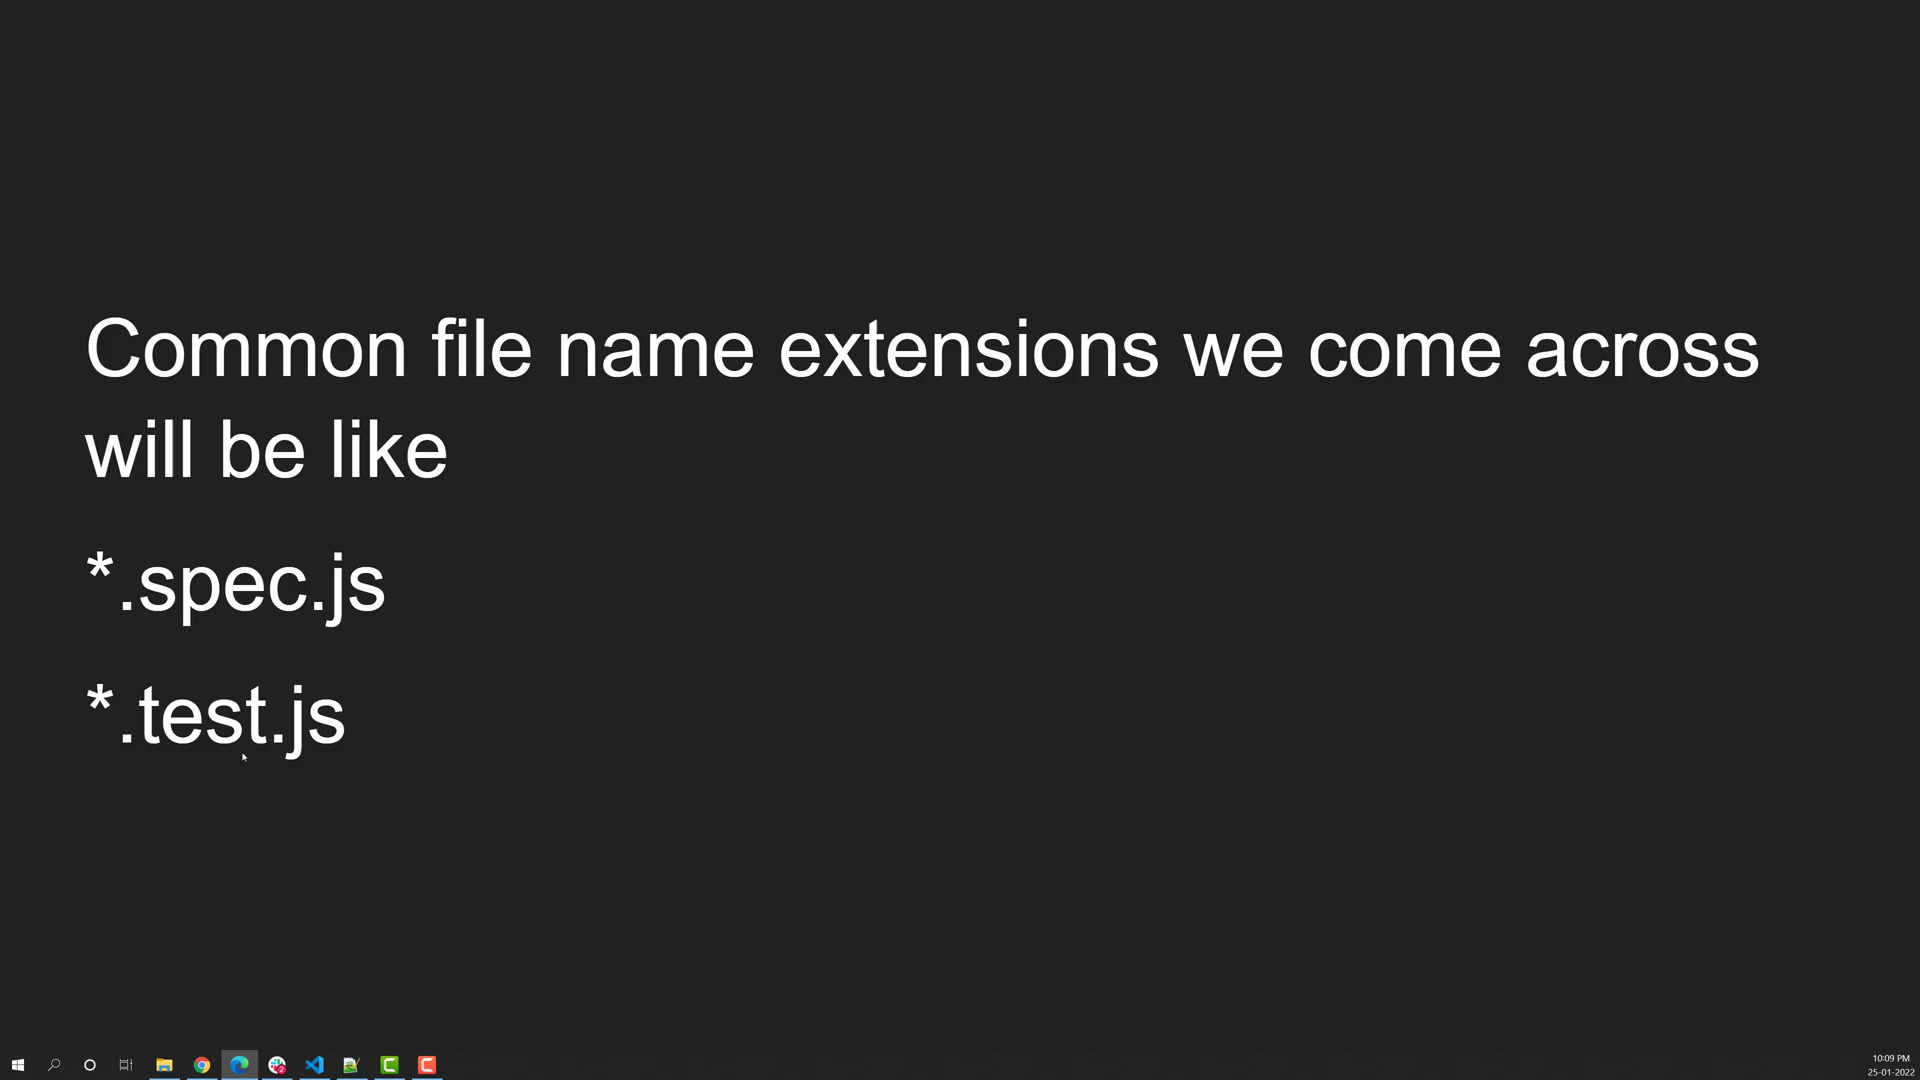 Common file name extensions we come across
will be like
*.spec.js
*.test.js
2
10:09 PM
25-01-2022